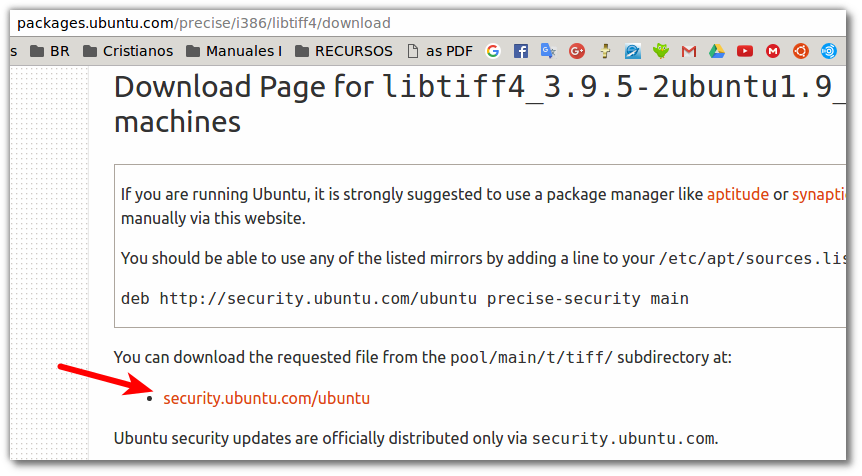 packages.ubuntu.com/precise/i386/libtiff4/download
s BR Cristianos Manuales I RECURSOS as PDF
Download Page for libtiff4_3.9.5-2ubuntu1.9_
machines
If you are running Ubuntu, it is strongly suggested to use a package manager like aptitude or synaptic
manually via this website.
You should be able to use any of the listed mirrors by adding a line to your /etc/apt/sources.lis
deb http://security.ubuntu.com/ubuntu precise-security main
You can download the requested file from the pool/main/t/tiff/ subdirectory at:
• security.ubuntu.com/ubuntu
Ubuntu security updates are officially distributed only via security.ubuntu.com.